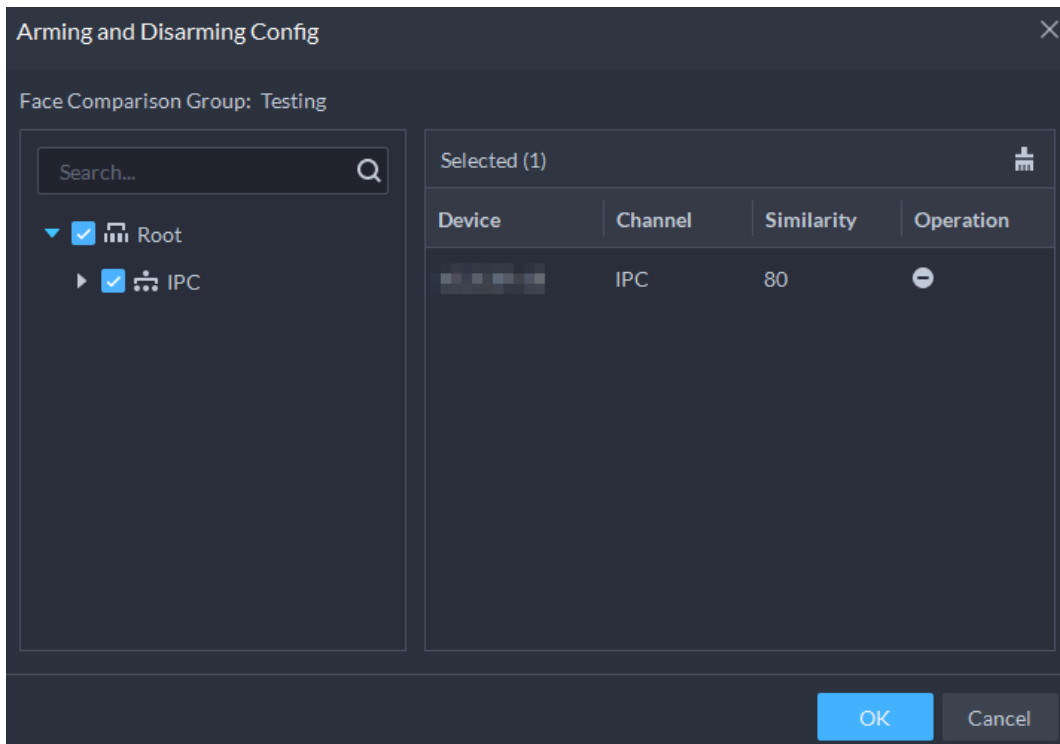 Arming and Disarming Config
Face Comparison Group: Testing
Search...
Root
IPC
Selected (1)
Device Channel Similarity Operation
IPC 80
OK Cancel